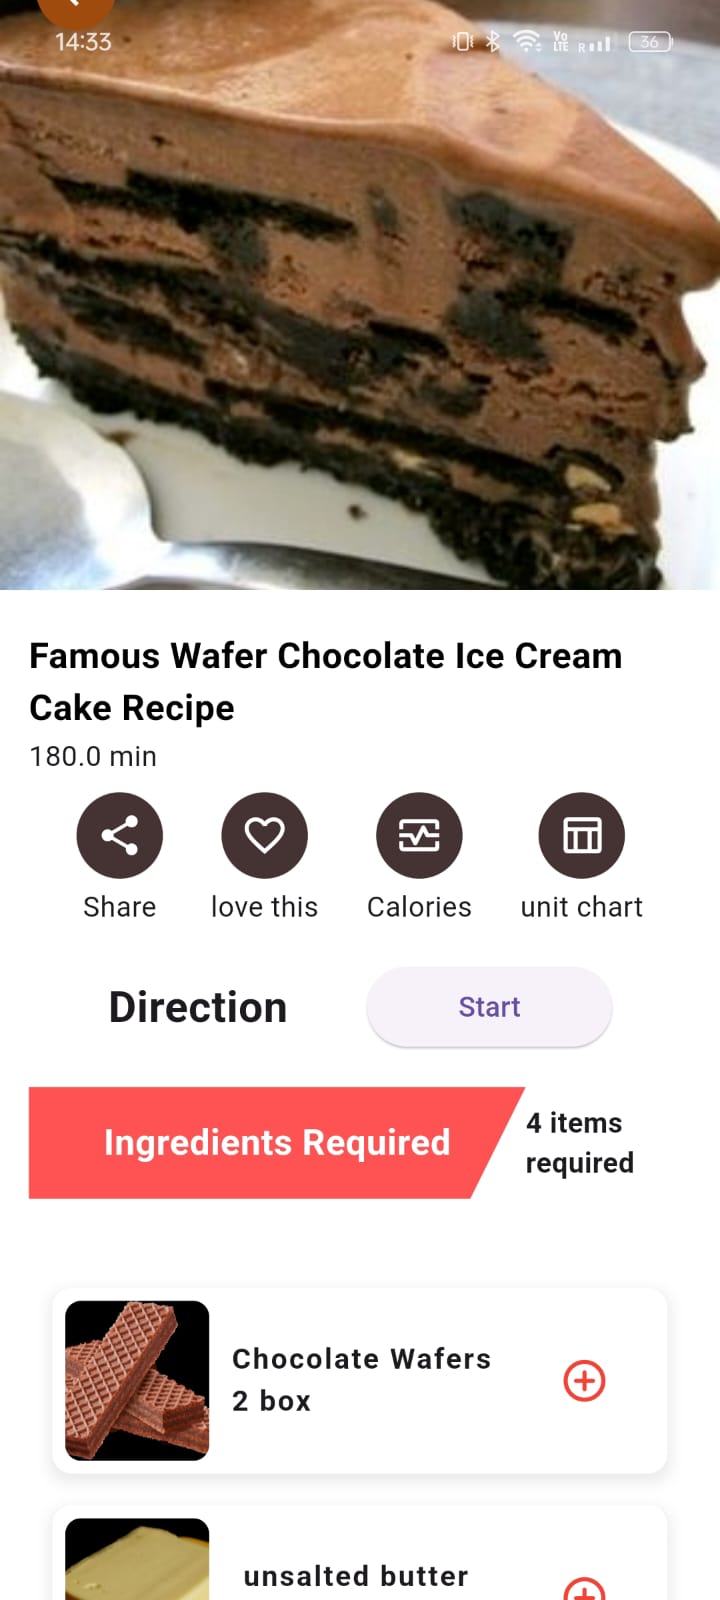 14:33
Vo
LTE
R
36
Famous Wafer Chocolate Ice Cream
Cake Recipe
180.0 min
Share
love this
Calories
unit chart
Direction
Start
Ingredients Required
4 items
required
Chocolate Wafers
2 box
unsalted butter